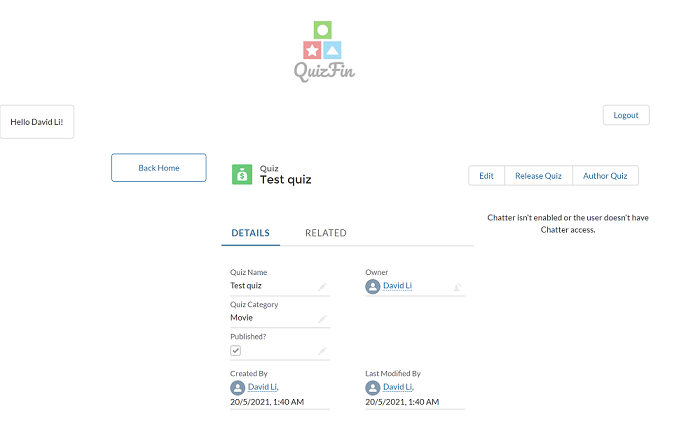 QuizFin
Hello David Li!
Logout
Back Home
Quiz
Test quiz
Edit
Release Quiz
Author Quiz
Chatter isn't enabled or the user doesn't have
Chatter access.
DETAILS
RELATED
Quiz Name
Test quiz
Owner
David Li
Quiz Category
Movie
Published?
Created By
David Li,
20/5/2021, 1:40 AM
Last Modified By
David Li,
20/5/2021, 1:40 AM